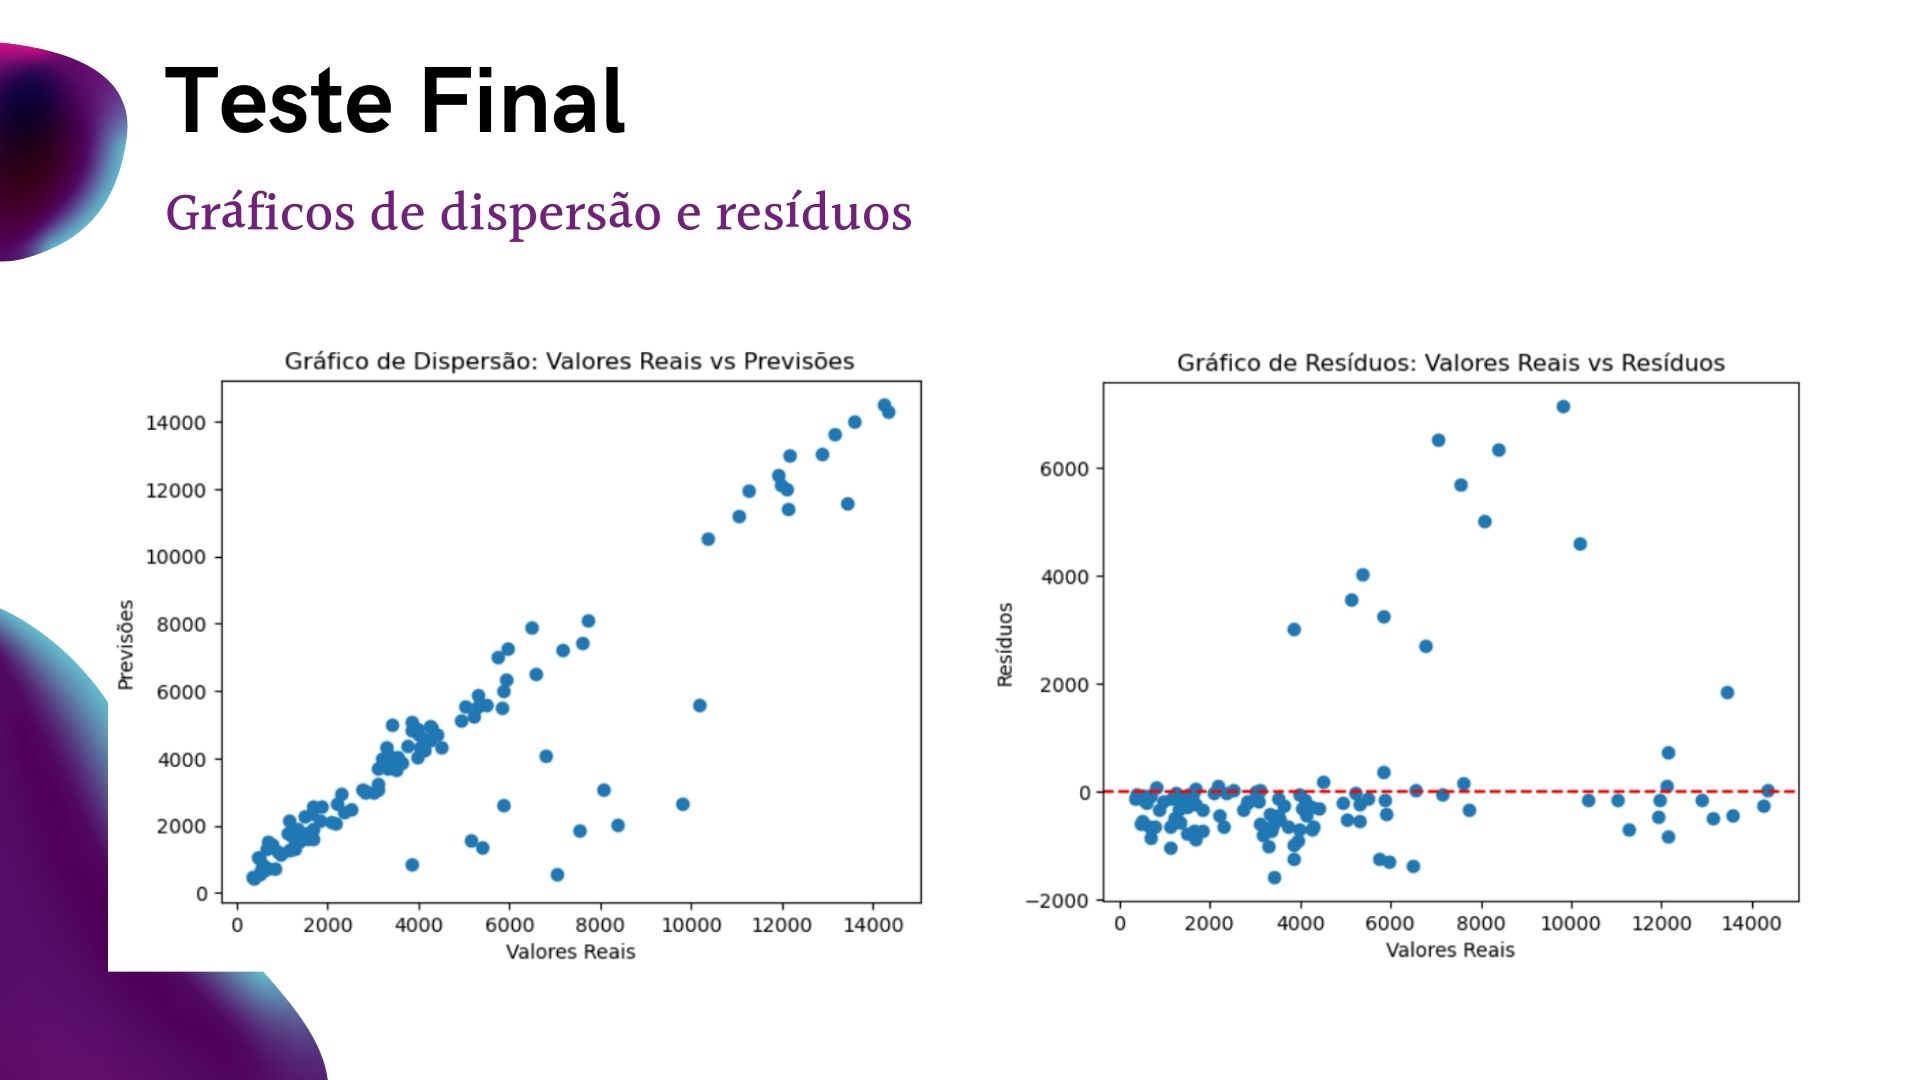 Teste Final
Gráficos de dispersão e resíduos
Gráfico de Dispersão: Valores Reais vs Previsões
14000
12000
10000
8000
6000
4000
2000
0
Previsões
0 2000 4000 6000 8000 10000 12000 14000
Valores Reais
Gráfico de Resíduos: Valores Reais vs Resíduos
6000
4000
2000
0
−2000
Resíduos
0 2000 4000 6000 8000 10000 12000 14000
Valores Reais